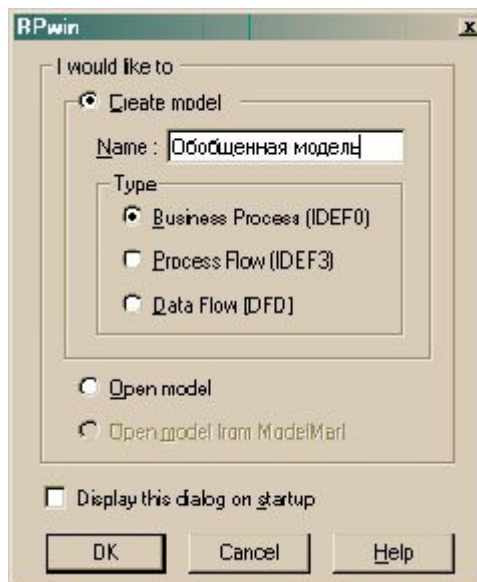 BPwin
I would like to
Create model
Name : Обобщенная модель
Type
Business Process (IDEF0)
Process Flow (IDEF3)
Data Flow (DFD)
Open model
Open model from ModelMart
Display this dialog on startup
OK Cancel Help